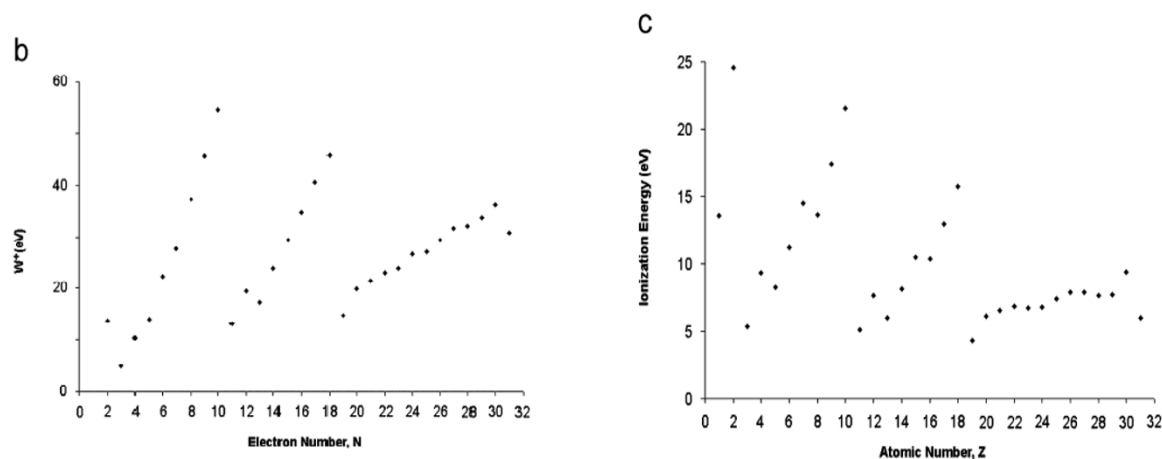 b
60
40
20
0
W⁺(eV)
0 2 4 6 8 10 12 14 16 18 20 22 24 26 28 30 32
Electron Number, N
c
25
20
15
10
5
0
Ionization Energy (eV)
0 2 4 6 8 10 12 14 16 18 20 22 24 26 28 30 32
Atomic Number, Z